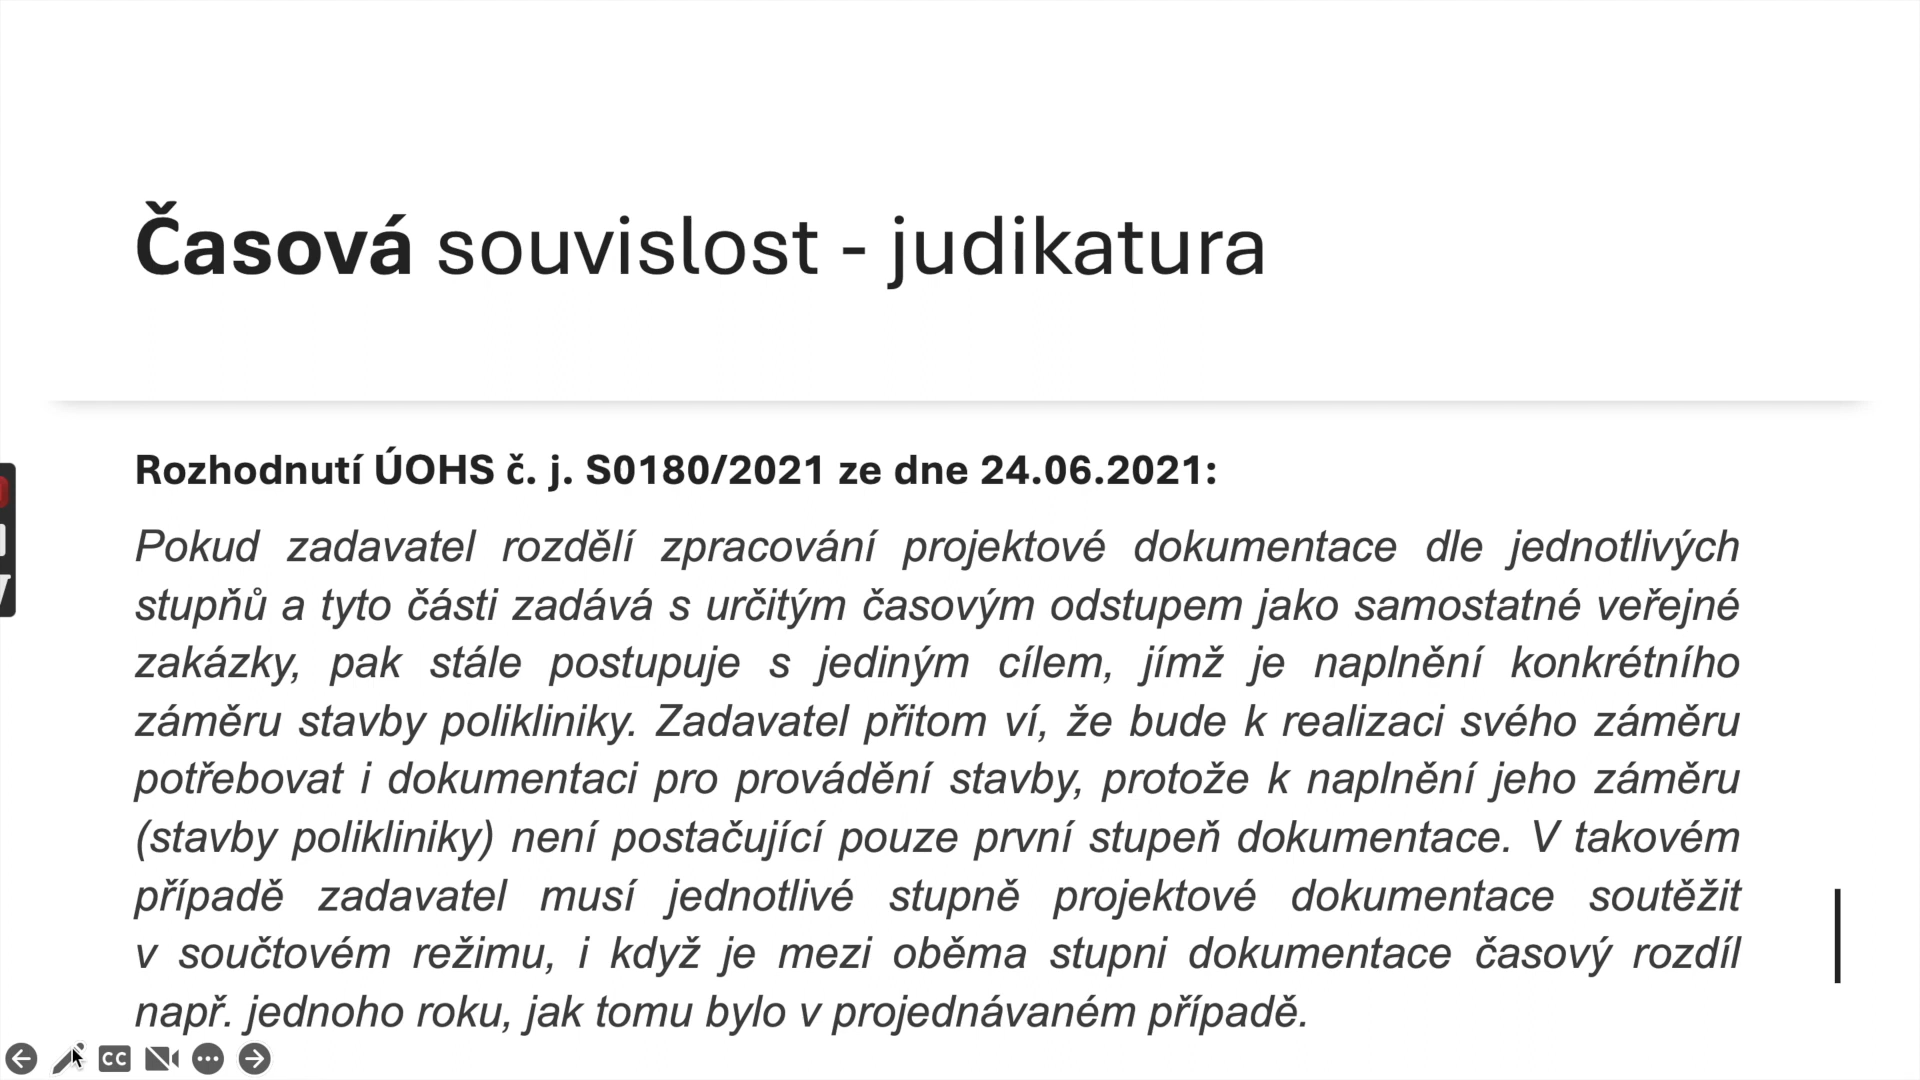 Časová souvislost - judikatura
Rozhodnutí ÚOHS č. j. S0180/2021 ze dne 24.06.2021:
Pokud zadavatel rozdělí zpracování projektové dokumentace dle jednotlivých
stupňů a tyto části zadává s určitým časovým odstupem jako samostatné veřejné
zakázky, pak stále postupuje s jediným cílem, jímž je naplnění konkrétního
záměru stavby polikliniky. Zadavatel přitom ví, že bude k realizaci svého záměru
potřebovat i dokumentaci pro provádění stavby, protože k naplnění jeho záměru
(stavby polikliniky) není postačující pouze první stupeň dokumentace. V takovém
případě zadavatel musí jednotlivé stupně projektové dokumentace soutěžit
v součtovém režimu, i když je mezi oběma stupni dokumentace časový rozdíl
např. jednoho roku, jak tomu bylo v projednávaném případě.
CC